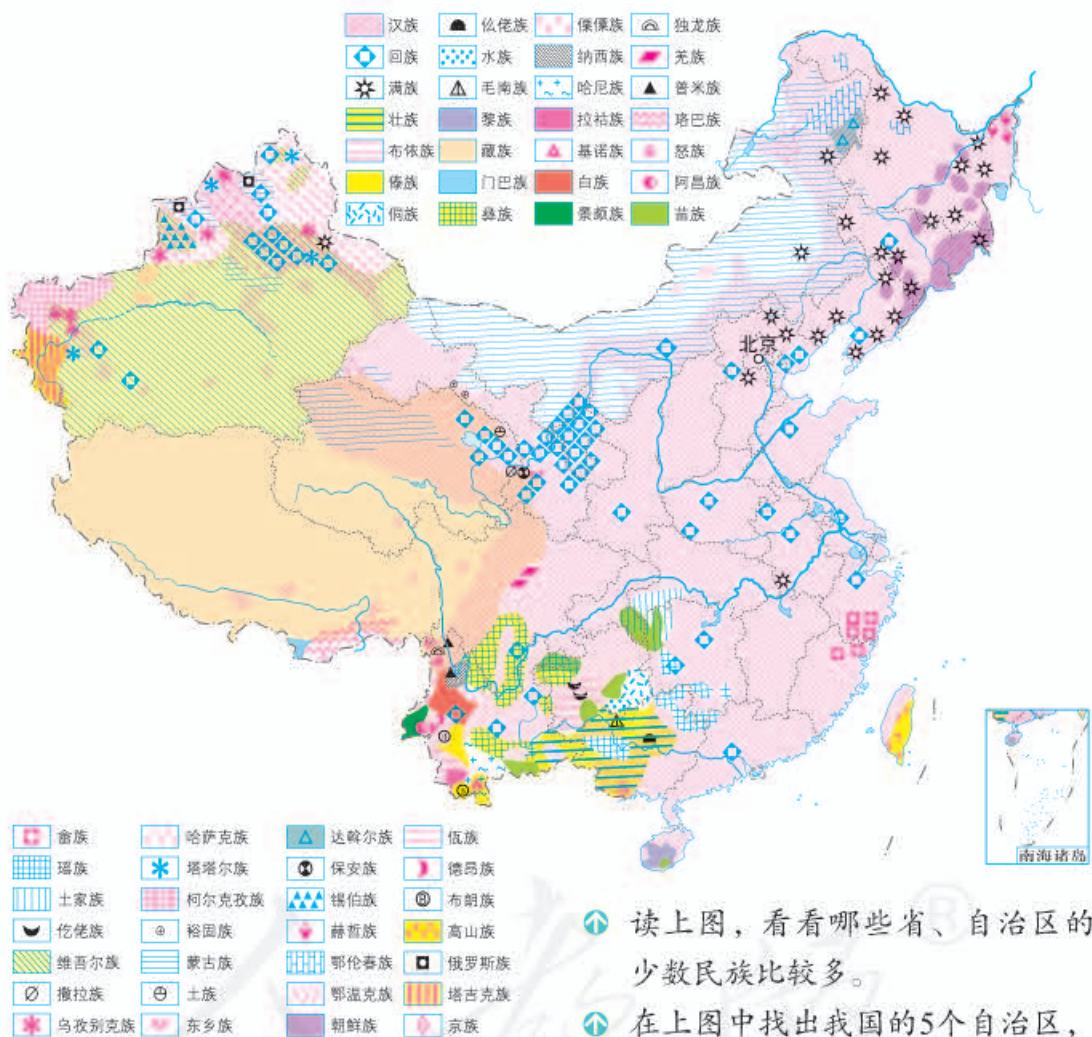 汉族 仫佬族 傈僳族 独龙族
回族 水族 纳西族 羌族
满族 毛南族 哈尼族 普米族
壮族 黎族 拉祜族 珞巴族
布依族 藏族 基诺族 怒族
傣族 门巴族 白族 阿昌族
侗族 彝族 景颇族 苗族
北京
南海诸岛
畲族 哈萨克族 达斡尔族 佤族
瑶族 塔塔尔族 保安族 德昂族
土家族 柯尔克孜族 锡伯族 布朗族
仡佬族 裕固族 赫哲族 高山族
维吾尔族 蒙古族 鄂伦春族 俄罗斯族
撒拉族 土族 鄂温克族 塔吉克族
乌孜别克族 东乡族 朝鲜族 京族
读上图，看看哪些省、自治区的
少数民族比较多。
在上图中找出我国的5个自治区，